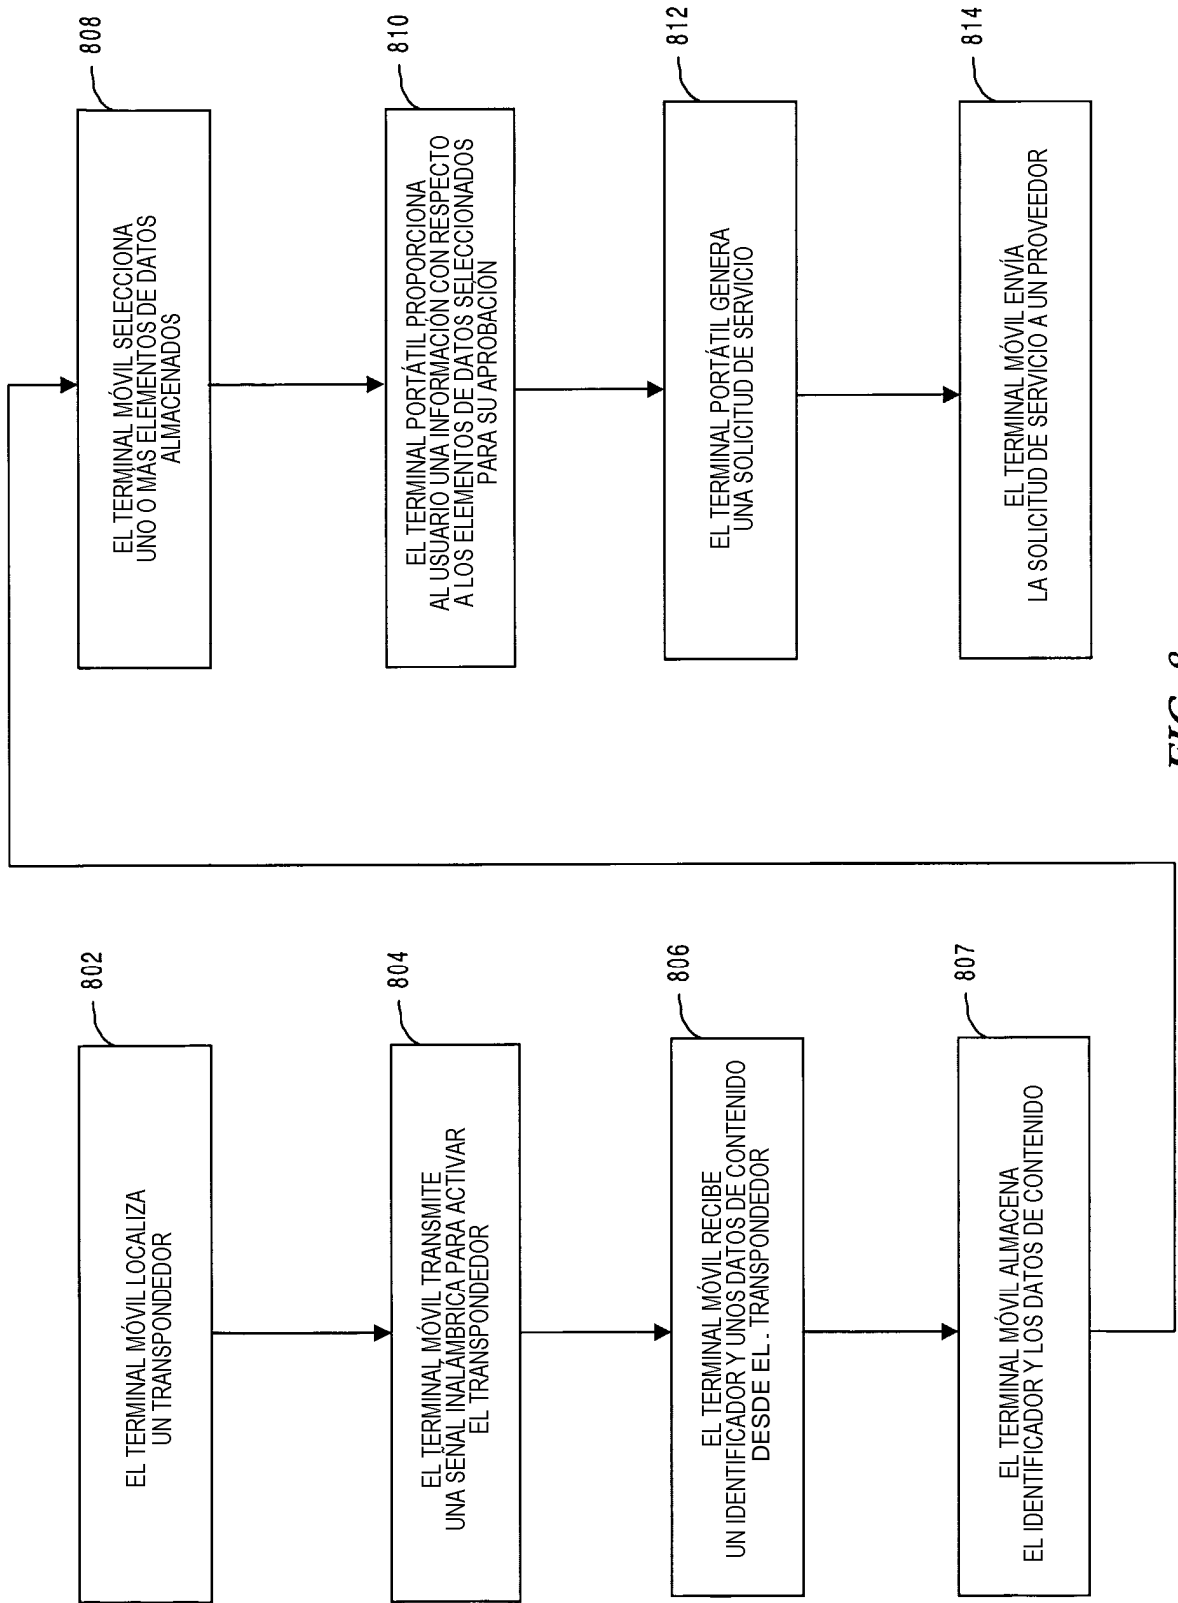 802
EL TERMINAL MÓVIL LOCALIZA
UN TRANSPONDEDOR
804
EL TERMINAL MÓVIL TRANSMITE
UNA SEÑAL INALÁMBRICA PARA ACTIVAR
EL TRANSPONDEDOR
806
EL TERMINAL MÓVIL RECIBE
UN IDENTIFICADOR Y UNOS DATOS DE CONTENIDO
DESDE EL . TRANSPONDEDOR
807
EL TERMINAL MÓVIL ALMACENA
EL IDENTIFICADOR Y LOS DATOS DE CONTENIDO
808
EL TERMINAL MÓVIL SELECCIONA
UNO O MÁS ELEMENTOS DE DATOS
ALMACENADOS
810
EL TERMINAL PORTÁTIL PROPORCIONA
AL USUARIO UNA INFORMACIÓN CON RESPECTO
A LOS ELEMENTOS DE DATOS SELECCIONADOS
PARA SU APROBACIÓN
812
EL TERMINAL PORTÁTIL GENERA
UNA SOLICITUD DE SERVICIO
814
EL TERMINAL MÓVIL ENVÍA
LA SOLICITUD DE SERVICIO A UN PROVEEDOR
FIG. 8